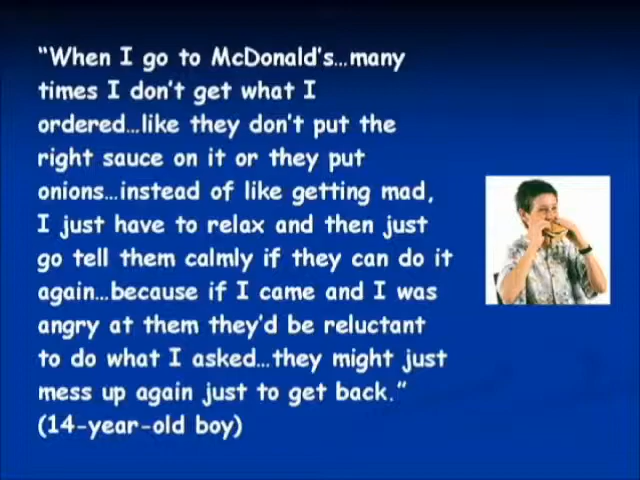 “When I go to McDonald’s…many
times I don’t get what I
ordered…like they don’t put the
right sauce on it or they put
onions…instead of like getting mad,
I just have to relax and then just
go tell them calmly if they can do it
again…because if I came and I was
angry at them they’d be reluctant
to do what I asked…they might just
mess up again just to get back.”
(14-year-old boy)